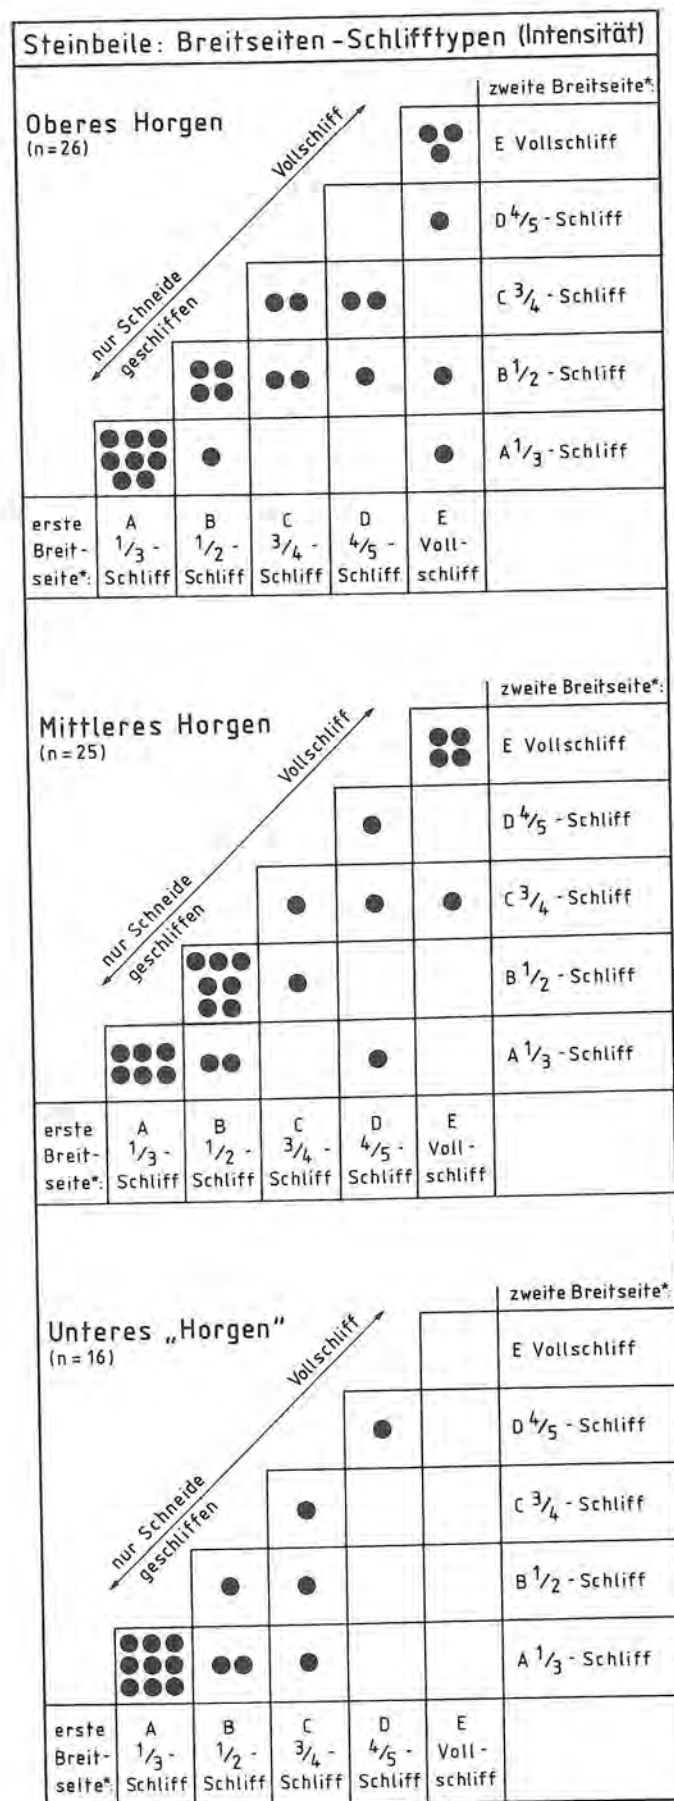 Steinbeile: Breitseiten-Schlifftypen (Intensität)
zweite Breitseite*:
Oberes Horgen
(n=26)
Vollschliff
nur Schneide
geschliffen
E Vollschliff
D 4/5 - Schliff
C 3/4 - Schliff
B 1/2 - Schliff
A 1/3 - Schliff
erste Breit- seite*:
A 1/3 - Schliff
B 1/2 - Schliff
C 3/4 - Schliff
D 4/5 - Schliff
E Voll- schliff
zweite Breitseite*:
Mittleres Horgen
(n=25)
Vollschliff
nur Schneide
geschliffen
E Vollschliff
D 4/5 - Schliff
C 3/4 - Schliff
B 1/2 - Schliff
A 1/3 - Schliff
erste Breit- seite*:
A 1/3 - Schliff
B 1/2 - Schliff
C 3/4 - Schliff
D 4/5 - Schliff
E Voll- schliff
zweite Breitseite*:
Unteres „Horgen“
(n=16)
Vollschliff
nur Schneide
geschliffen
E Vollschliff
D 4/5 - Schliff
C 3/4 - Schliff
B 1/2 - Schliff
A 1/3 - Schliff
erste Breit- seite*:
A 1/3 - Schliff
B 1/2 - Schliff
C 3/4 - Schliff
D 4/5 - Schliff
E Voll- schliff